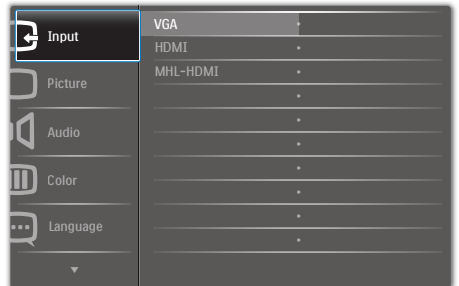 Input
Picture
Audio
Color
Language
VGA
HDMI
MHL-HDMI